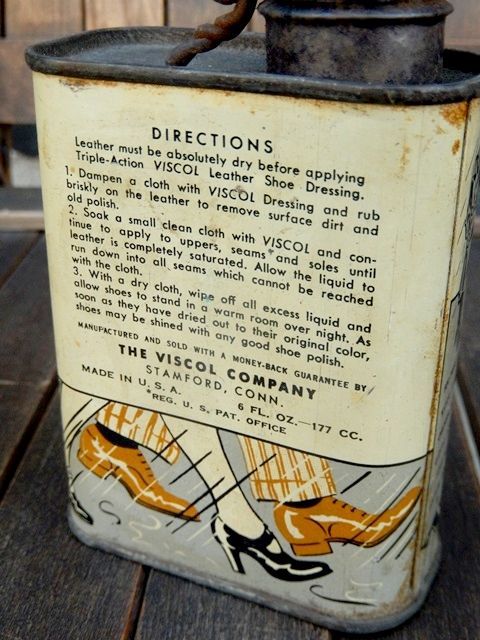 DIRECTIONS
Leather must be absolutely dry before applying
Triple-Action VISCOL Leather Shoe Dressing.
1. Dampen a cloth with VISCOL Dressing and rub
briskly on the leather to remove surface dirt and
old polish.
2. Soak a small clean cloth with VISCOL and con-
tinue to apply to uppers, seams and soles until
leather is completely saturated. Allow the liquid to
run down into all seams which cannot be reached
with the cloth.
3. With a dry cloth, wipe off all excess liquid and
allow shoes to stand in a warm room over night. As
soon as they have dried out to their original color,
shoes may be shined with any good shoe polish.
MANUFACTURED AND SOLD WITH A MONEY-BACK GUARANTEE BY
THE VISCOL COMPANY
STAMFORD, CONN.
MADE IN U. S. A. 6 FL. OZ.—177 CC.
*REG. U. S. PAT. OFFICE